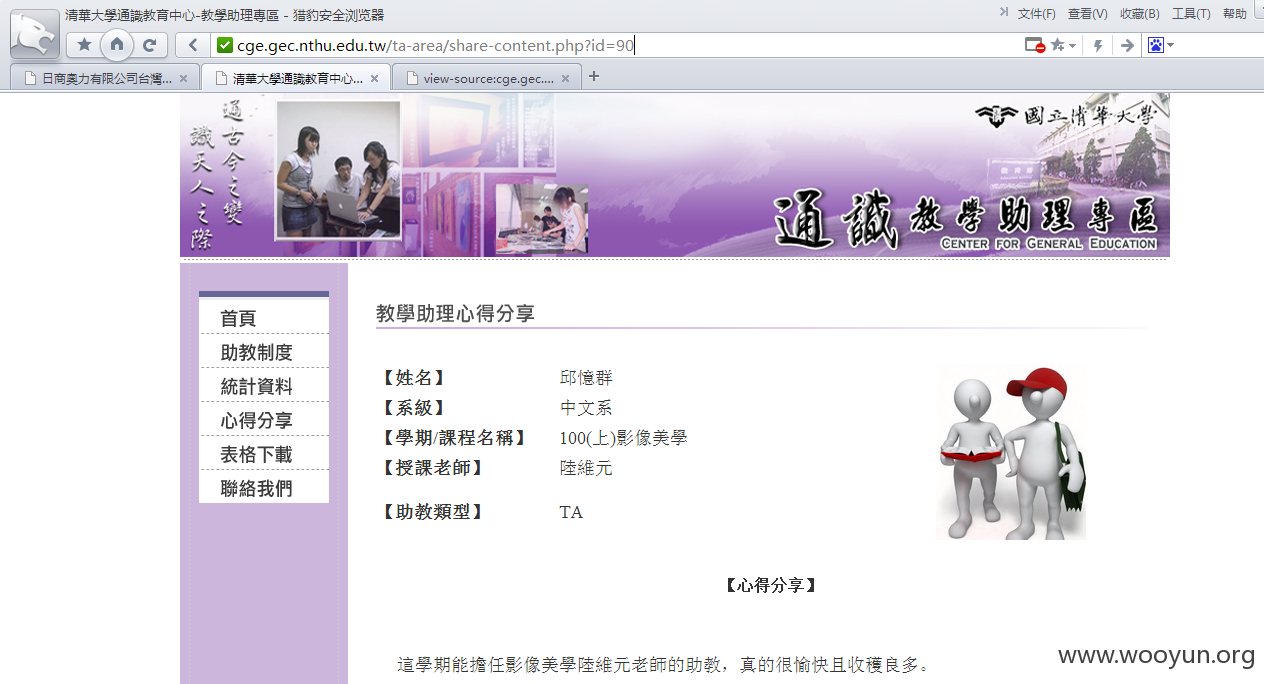 清華大學通識教育中心-教學助理專區 - 猎豹安全浏览器
文件(F) 查看(V) 收藏(B) 工具(T) 帮助
cge.gec.nthu.edu.tw/ta-area/share-content.php?id=90
日商奧力有限公司台灣... × 清華大學通識教育中心... × view-source:cge.gec.... × +
通古今之變
識天人之際
國立清華大學
通識教學助理專區
CENTER FOR GENERAL EDUCATION
首頁
助教制度
統計資料
心得分享
表格下載
聯絡我們
教學助理心得分享
【姓名】 邱憶群
【系級】 中文系
【學期/課程名稱】 100(上)影像美學
【授課老師】 陸維元
【助教類型】 TA
【心得分享】
這學期能擔任影像美學陸維元老師的助教，真的很愉快且收穫良多。
www.wooyun.org